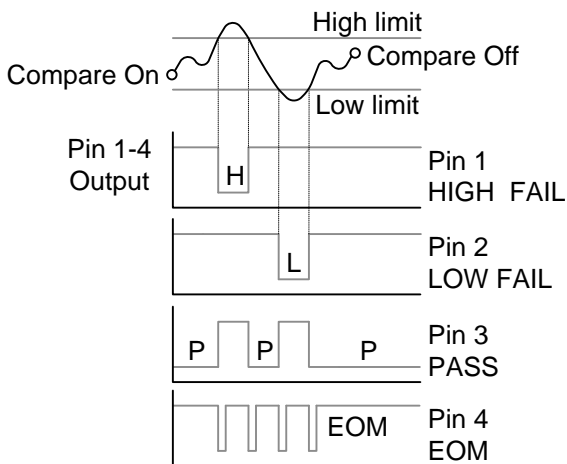 High limit
Compare On
Compare Off
Low limit
Pin 1-4
Output
H
Pin 1
HIGH FAIL
L
Pin 2
LOW FAIL
P
P
P
Pin 3
PASS
EOM
Pin 4
EOM